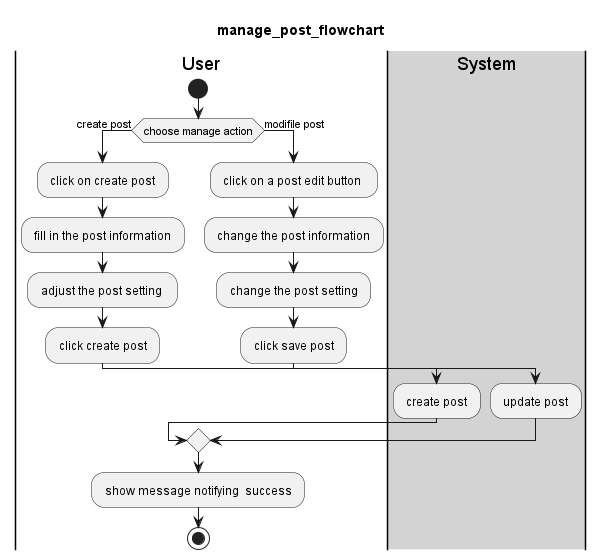 manage_post_flowchart
User
System
create post
choose manage action
modifile post
click on create post
click on a post edit button
fill in the post information
change the post information
adjust the post setting
change the post setting
click create post
click save post
create post
update post
show message notifying  success